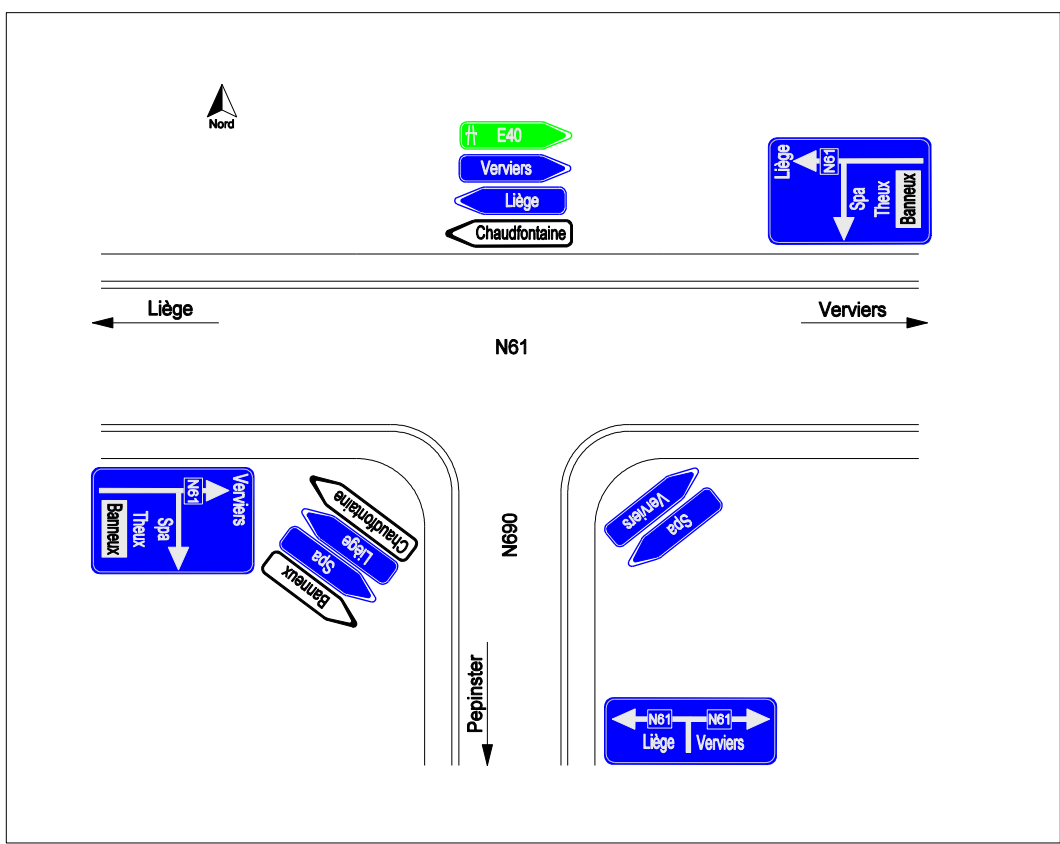 Nord
E40
Verviers
Liège
Chaudfontaine
Liège
N61
Spa
Theux
Banneux
Liège
Verviers
N61
Verviers
N61
Spa
Theux
Banneux
Chaudfontaine
Liège
Spa
Banneux
N690
Verviers
Spa
Pepinster
N61
N61
Liège
Verviers